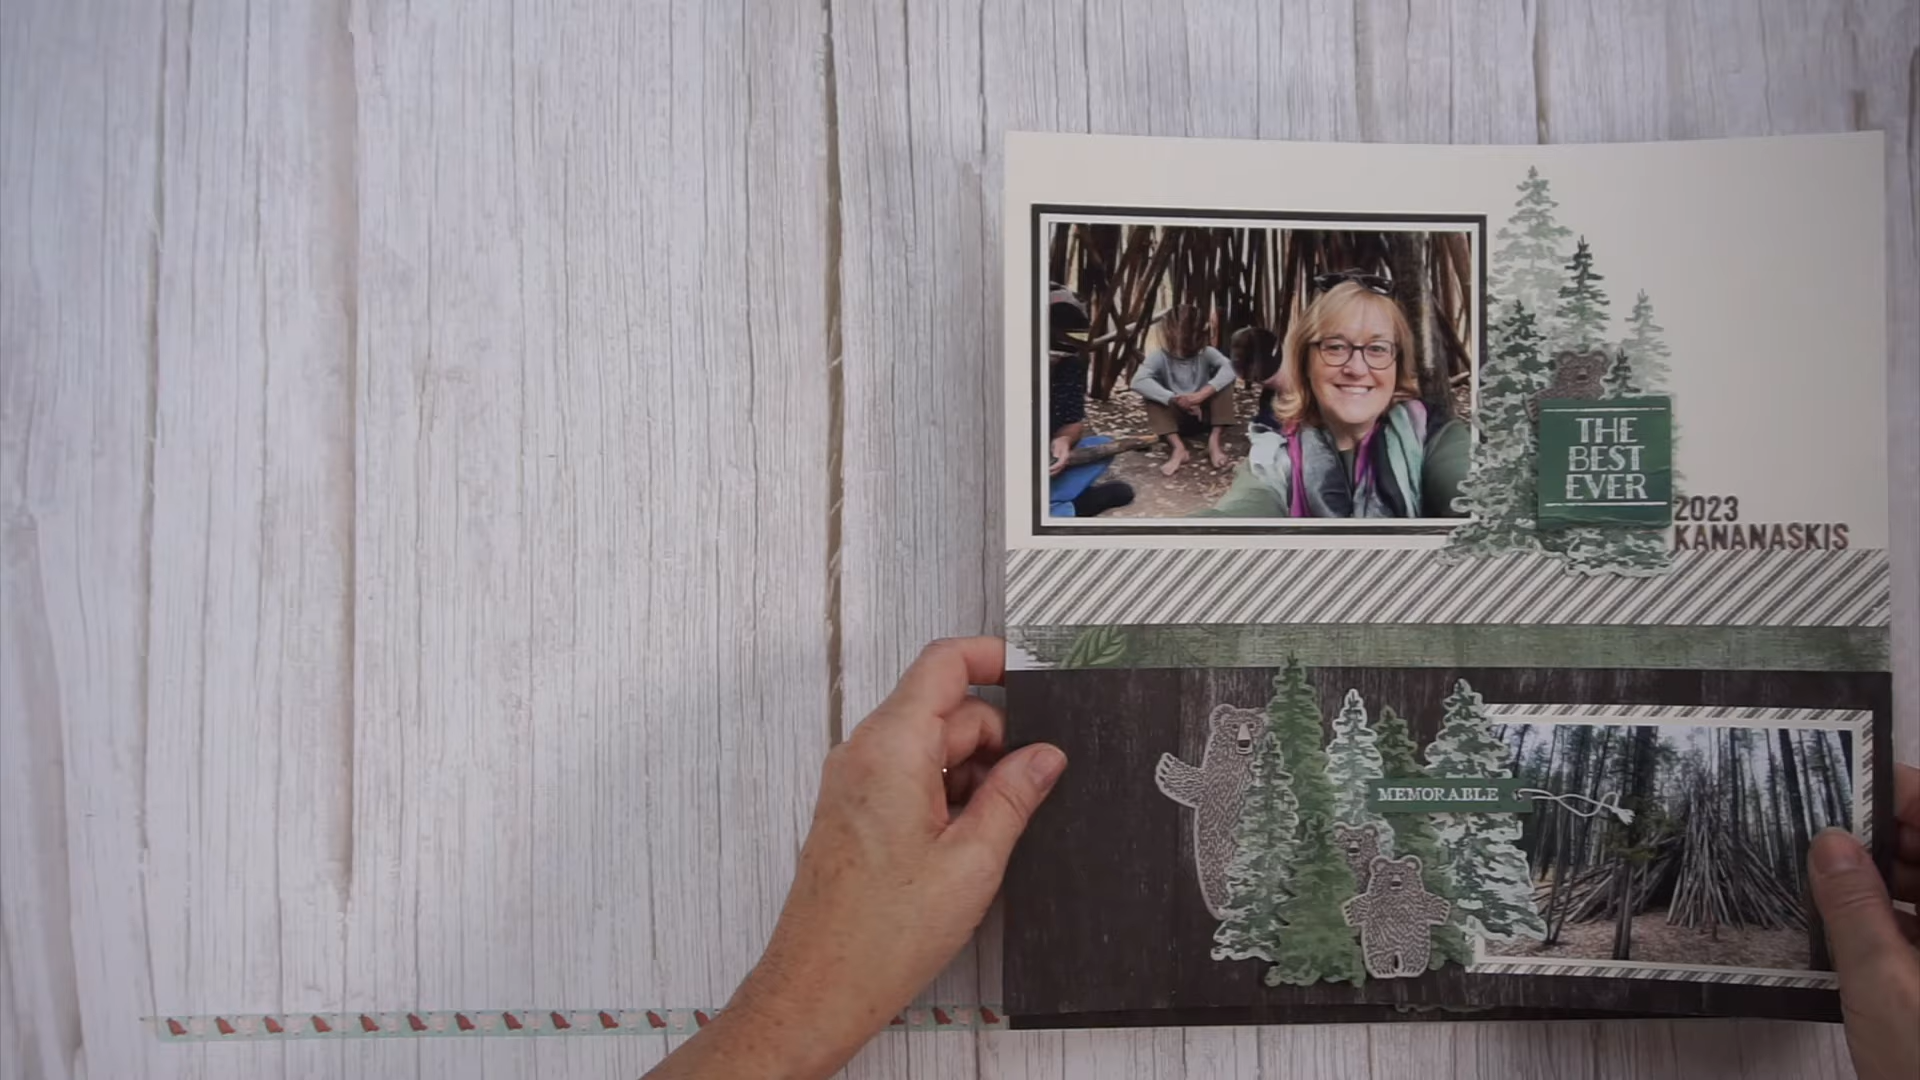 THE
BEST
EVER
2023
KANANASKIS
MEMORABLE